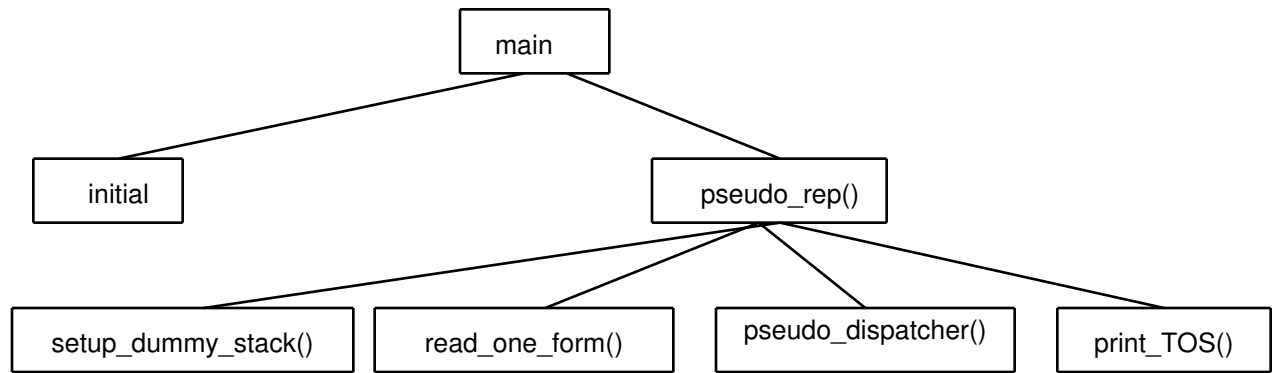 main
initial
pseudo_rep()
setup_dummy_stack()
read_one_form()
pseudo_dispatcher()
print_TOS()